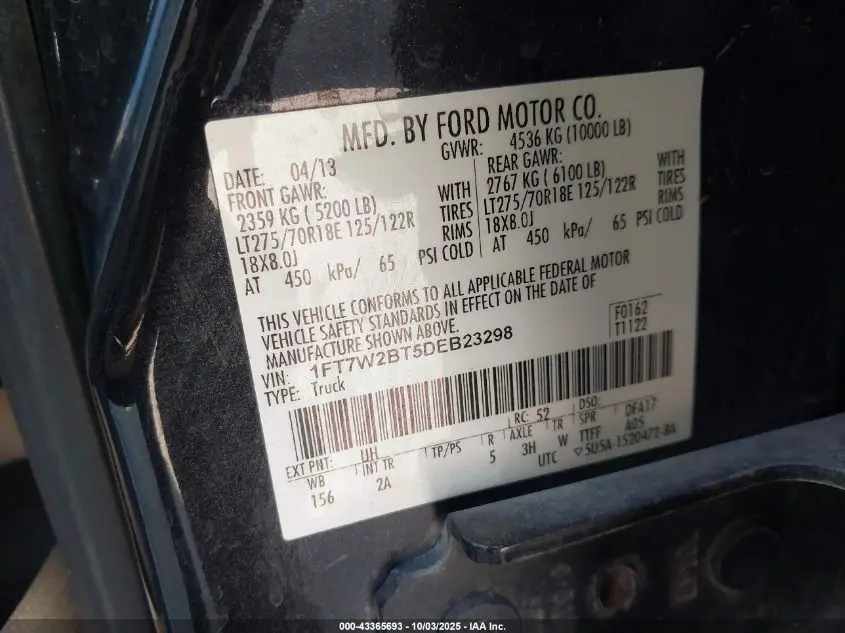 MFD. BY FORD MOTOR CO.
DATE: 04/13
GVWR: 4536 KG (10000 LB)
FRONT GAWR:
2359 KG ( 5200 LB) WITH
LT275/70R18E 125/122R TIRES
18X8.0J RIMS
AT 450 kPa/ 65 PSI COLD
REAR GAWR:
2767 KG ( 6100 LB) WITH
LT275/70R18E 125/122R TIRES
18X8.0J RIMS
AT 450 kPa/ 65 PSI COLD
THIS VEHICLE CONFORMS TO ALL APPLICABLE FEDERAL MOTOR
VEHICLE SAFETY STANDARDS IN EFFECT ON THE DATE OF
MANUFACTURE SHOWN ABOVE.
VIN: 1FT7W2BT5DEB23298
TYPE: Truck
F0162
T1122
EXT PNT: UH
RC: 52
DSO:
WB
INT TR
TP/PS
R
AXLE
TR
SPR
DFA17
156
2A
5
3H
W
TTFF
A05
UTC
5U5A-1520472-BA
000-43365693 - 10/03/2025 - IAA Inc.